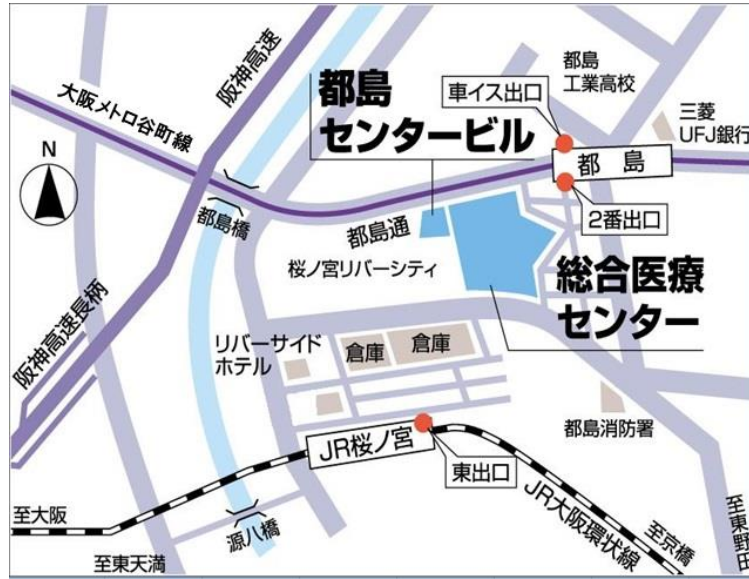 阪神高速
大阪メトロ谷町線
都島
工業高校
都島
センタービル
車イス出口
三菱
UFJ銀行
N
都島
2番出口
都島橋
都島通
桜ノ宮リバーシティ
総合医療
センター
阪神高速長柄
リバーサイド
ホテル
倉庫
倉庫
都島消防署
JR桜ノ宮
東出口
JR大阪環状線
至大阪
源八橋
至東天満
至京橋
至東野田